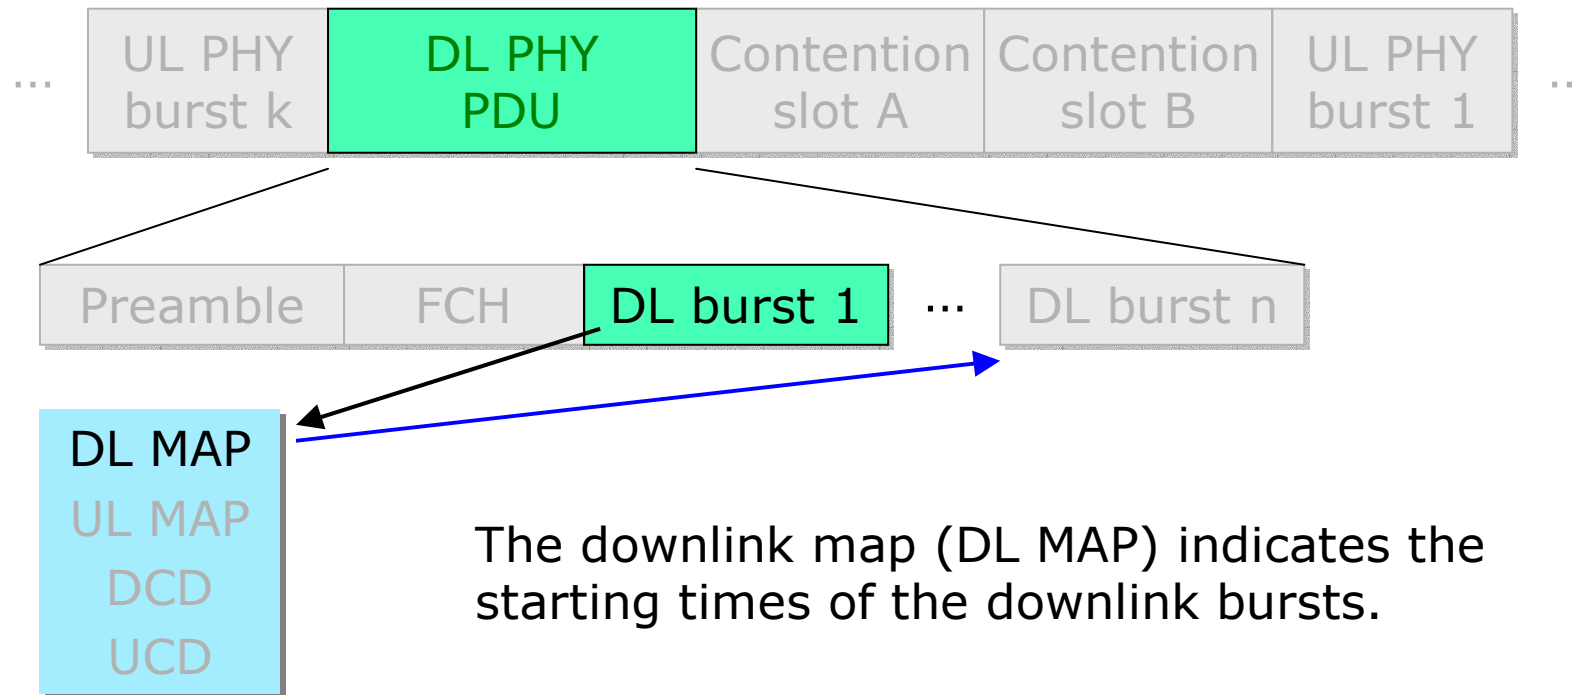 ... UL PHY DL PHY Contention Contention UL PHY ..
burst k PDU slot A slot B burst 1
Preamble FCH DL burst 1 ... DL burst n
DL MAP
UL MAP
DCD
UCD
The downlink map (DL MAP) indicates the
starting times of the downlink bursts.